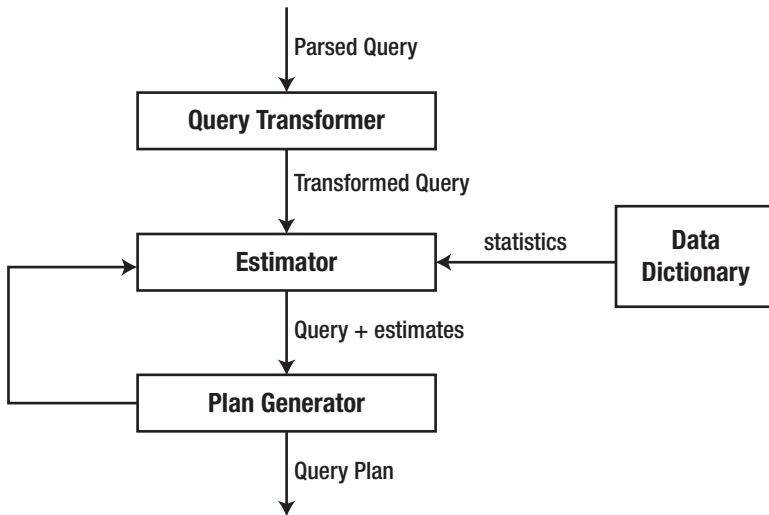 Parsed Query
Query Transformer
Transformed Query
statistics
Data
Dictionary
Estimator
Query + estimates
Plan Generator
Query Plan